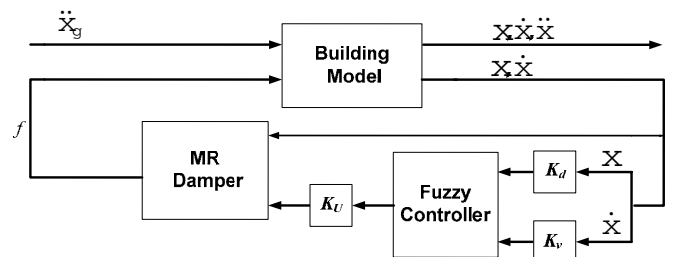 ẍg
Building
Model
x,ẋ,ẍ
x,ẋ
f
MR
Damper
KU
Fuzzy
Controller
Kd
x
Kv
ẋ